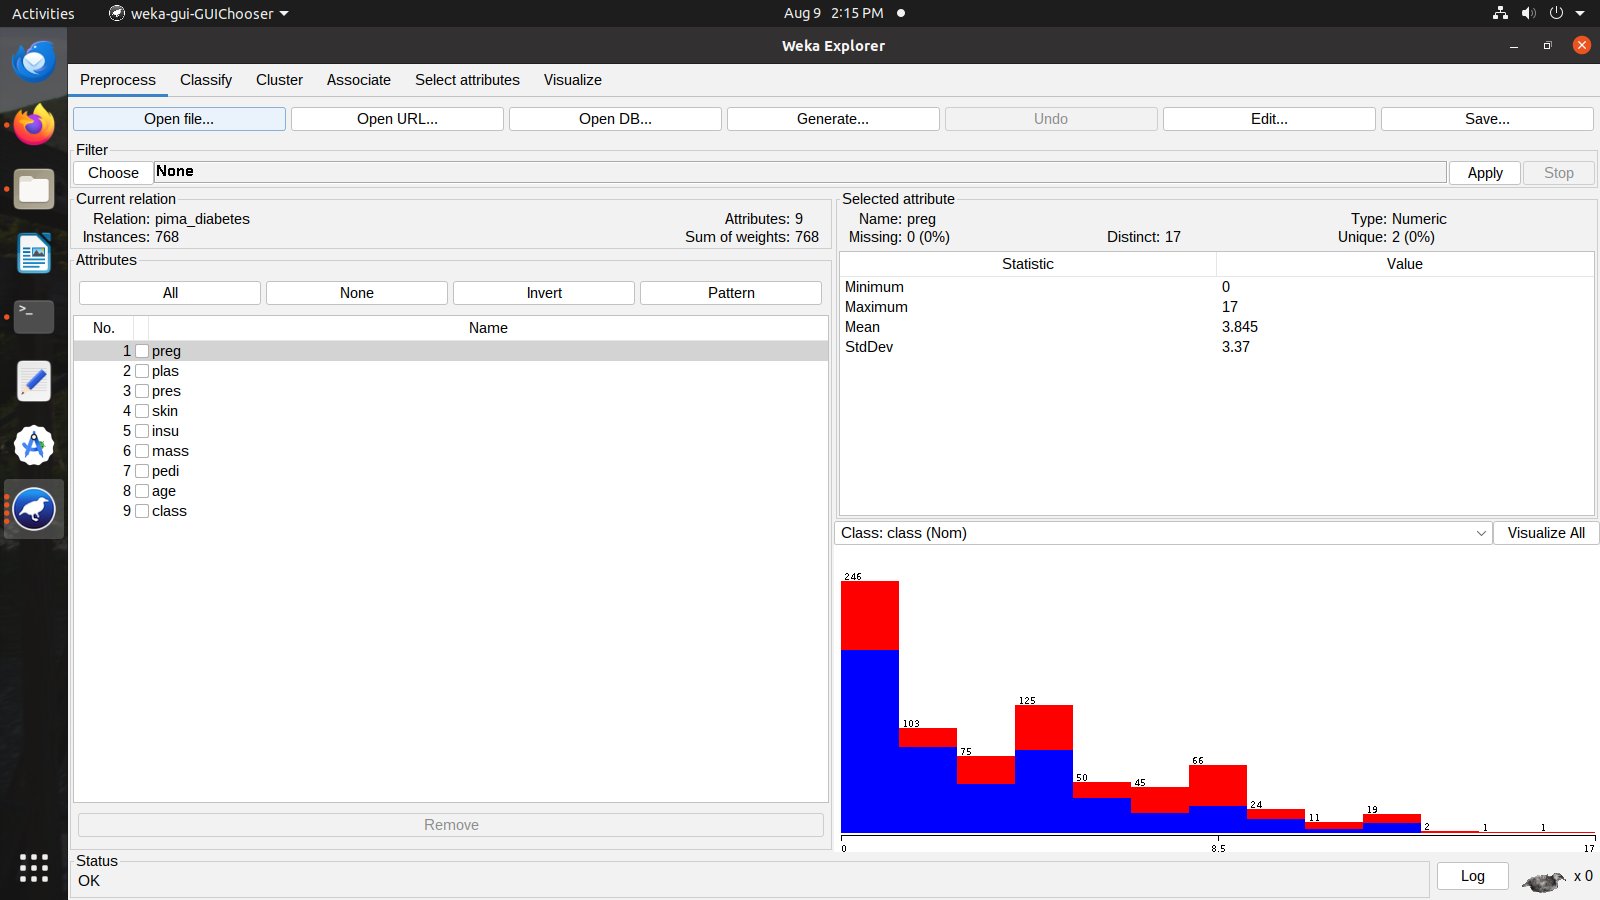 Activities weka-gui-GUIChooser Aug 9 2:15 PM
Weka Explorer
Preprocess Classify Cluster Associate Select attributes Visualize
Open file... Open URL... Open DB... Generate... Undo Edit... Save...
Filter
Choose None Apply Stop
Current relation
Relation: pima_diabetes Attributes: 9
Instances: 768 Sum of weights: 768
Attributes
All None Invert Pattern
No. Name
1 preg
2 plas
3 pres
4 skin
5 insu
6 mass
7 pedi
8 age
9 class
Remove
Selected attribute
Name: preg Type: Numeric
Missing: 0 (0%) Distinct: 17 Unique: 2 (0%)
Statistic Value
Minimum 0
Maximum 17
Mean 3.845
StdDev 3.37
Class: class (Nom) Visualize All
246
103
75
125
50
45
66
24
11
19
2
1
1
0 8.5 17
Status
OK
Log x 0